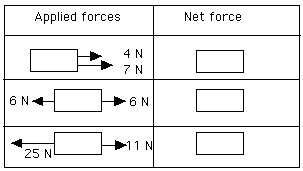 Applied forces Net force
4 N
7 N
6 N 6 N
25 N 11 N